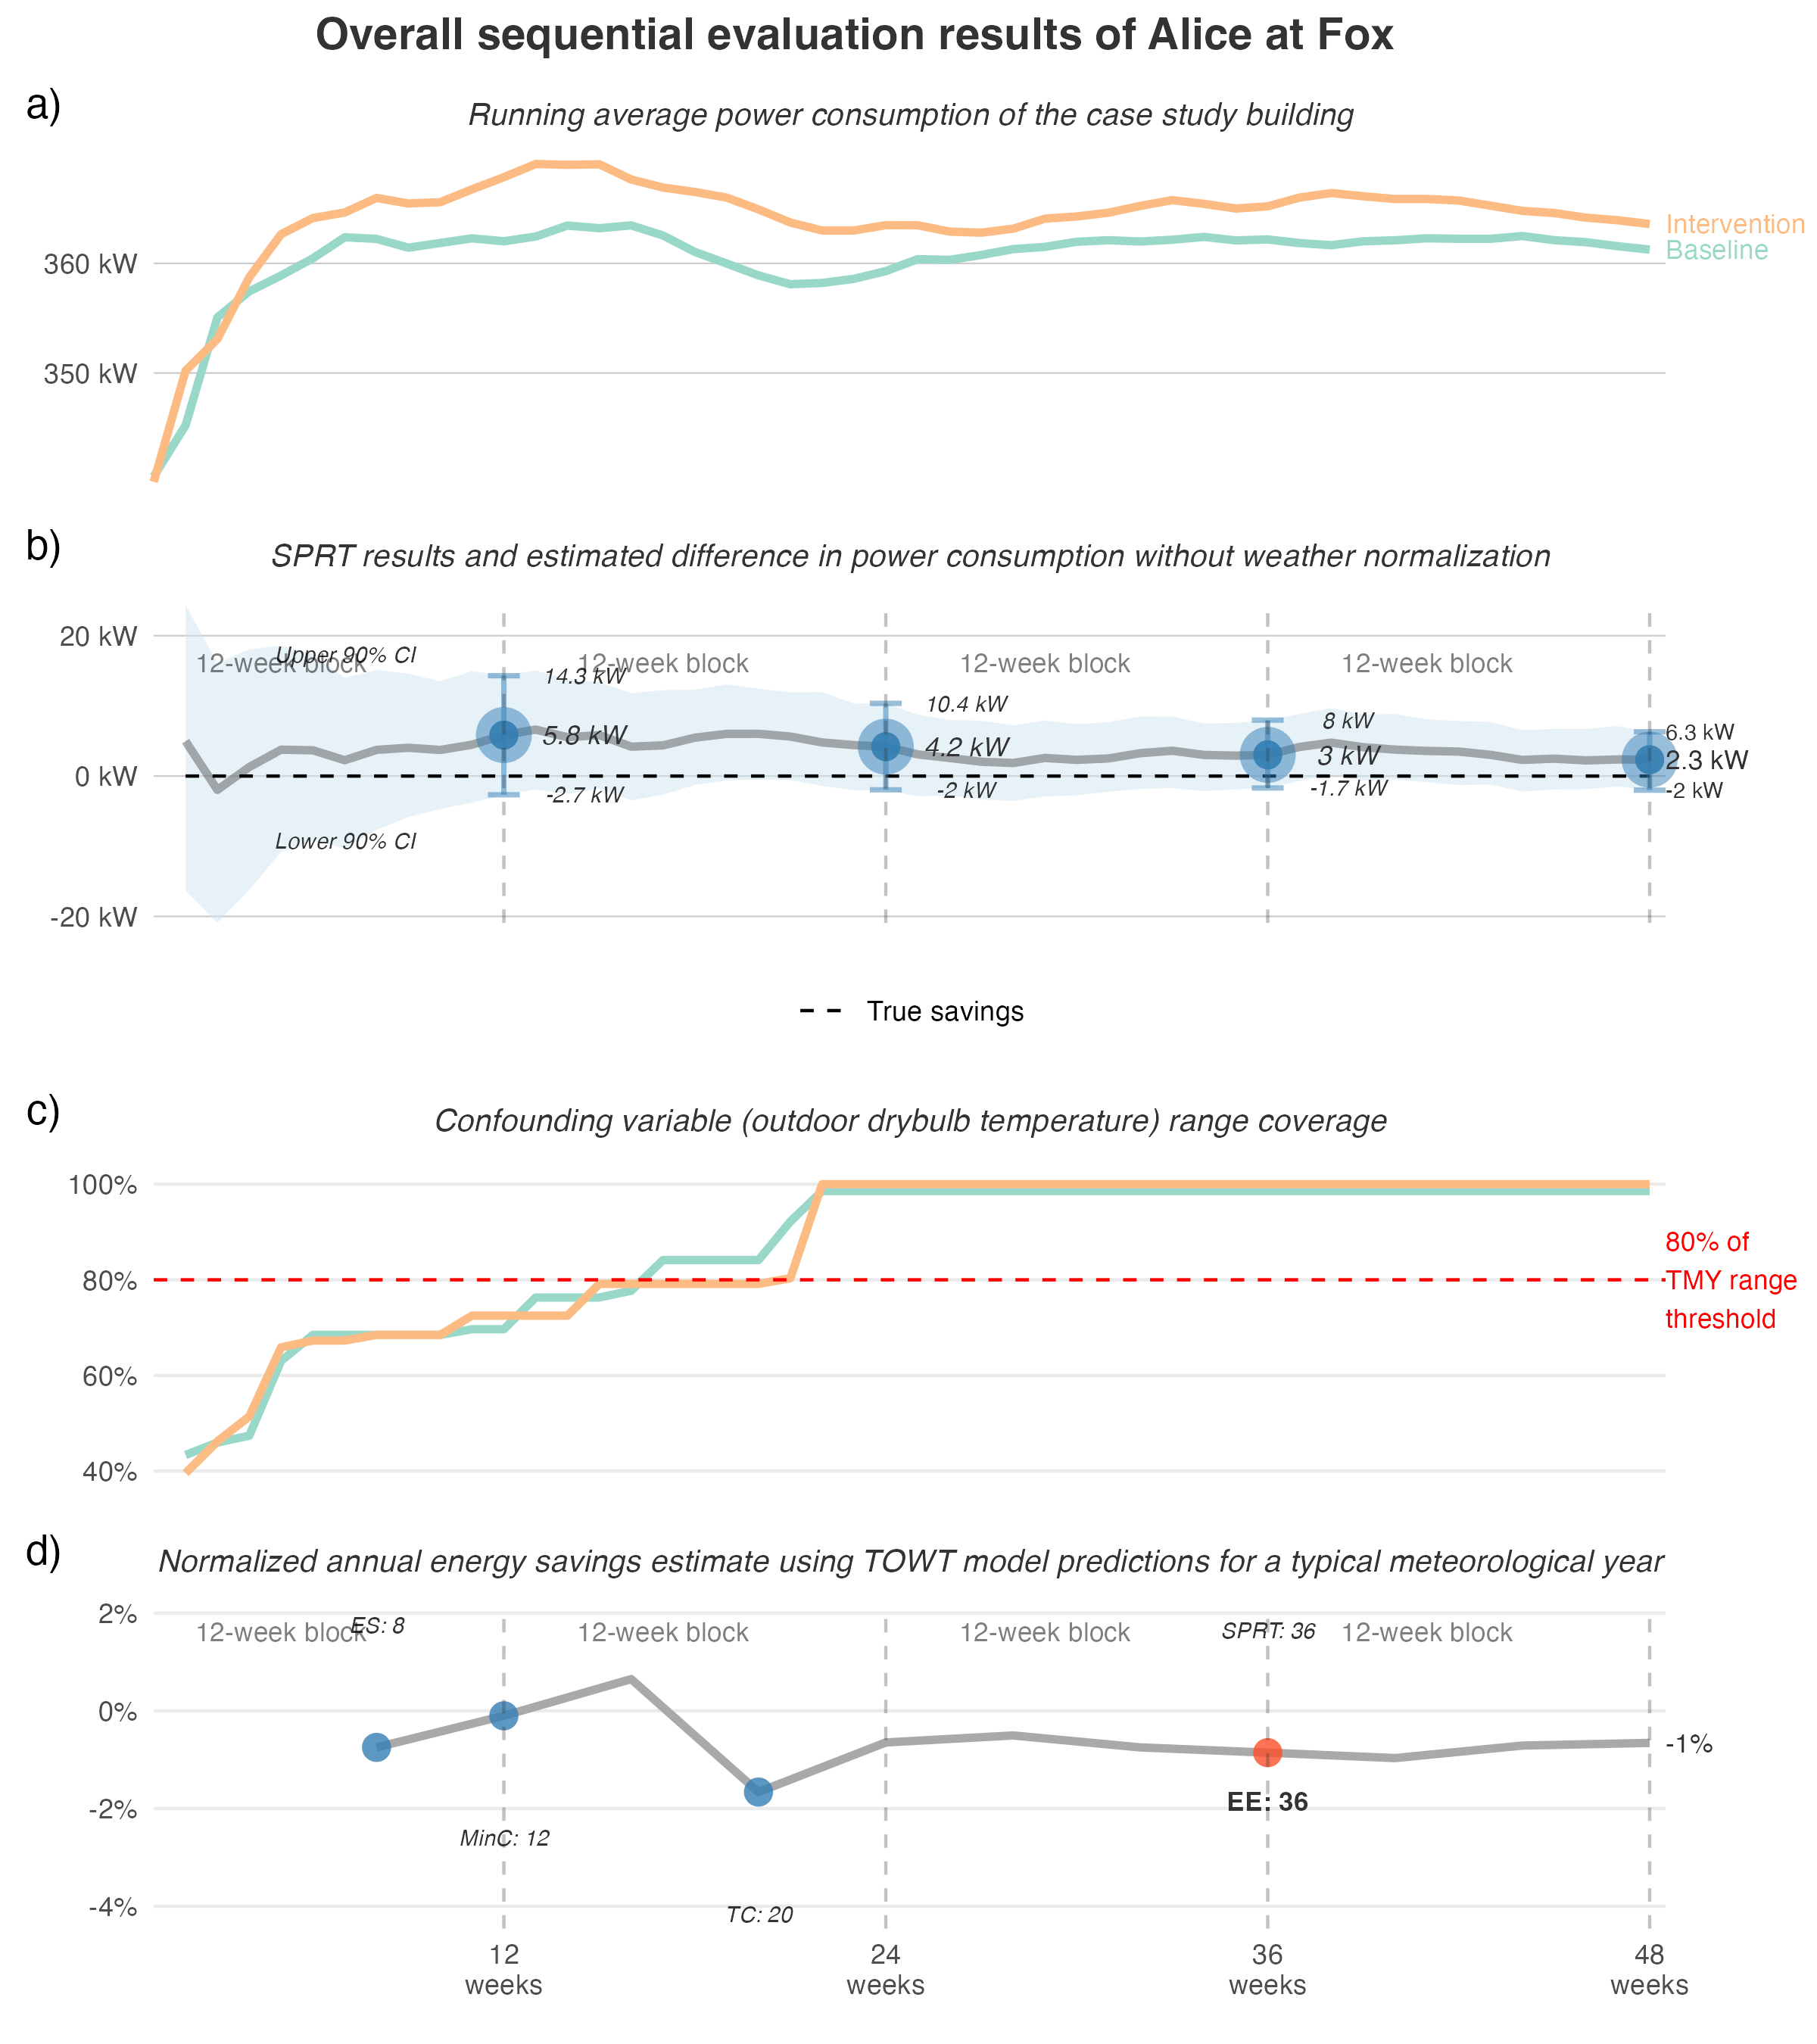 Overall sequential evaluation results of Alice at Fox
a)
Running average power consumption of the case study building
360 kW
350 kW
Intervention
Baseline
b)
SPRT results and estimated difference in power consumption without weather normalization
20 kW
0 kW
-20 kW
12-week block
12-week block
12-week block
12-week block
Upper 90% CI
Lower 90% CI
14.3 kW
5.8 kW
-2.7 kW
10.4 kW
4.2 kW
-2 kW
8 kW
3 kW
-1.7 kW
6.3 kW
2.3 kW
-2 kW
True savings
c)
Confounding variable (outdoor drybulb temperature) range coverage
100%
80%
60%
40%
80% of
TMY range
threshold
d)
Normalized annual energy savings estimate using TOWT model predictions for a typical meteorological year
2%
0%
-2%
-4%
12-week block
12-week block
12-week block
12-week block
ES: 8
SPRT: 36
MinC: 12
TC: 20
EE: 36
-1%
12
weeks
24
weeks
36
weeks
48
weeks